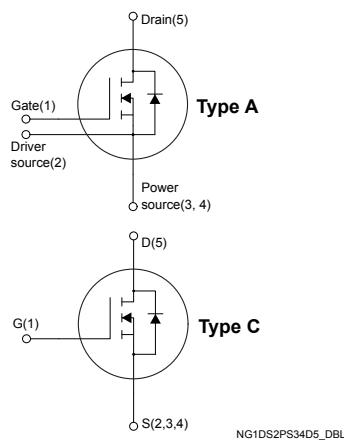 Drain(5)
Gate(1)
Type A
Driver
source(2)
Power
source(3, 4)
D(5)
G(1)
Type C
S(2,3,4)
NG1DS2PS34D5_DBL